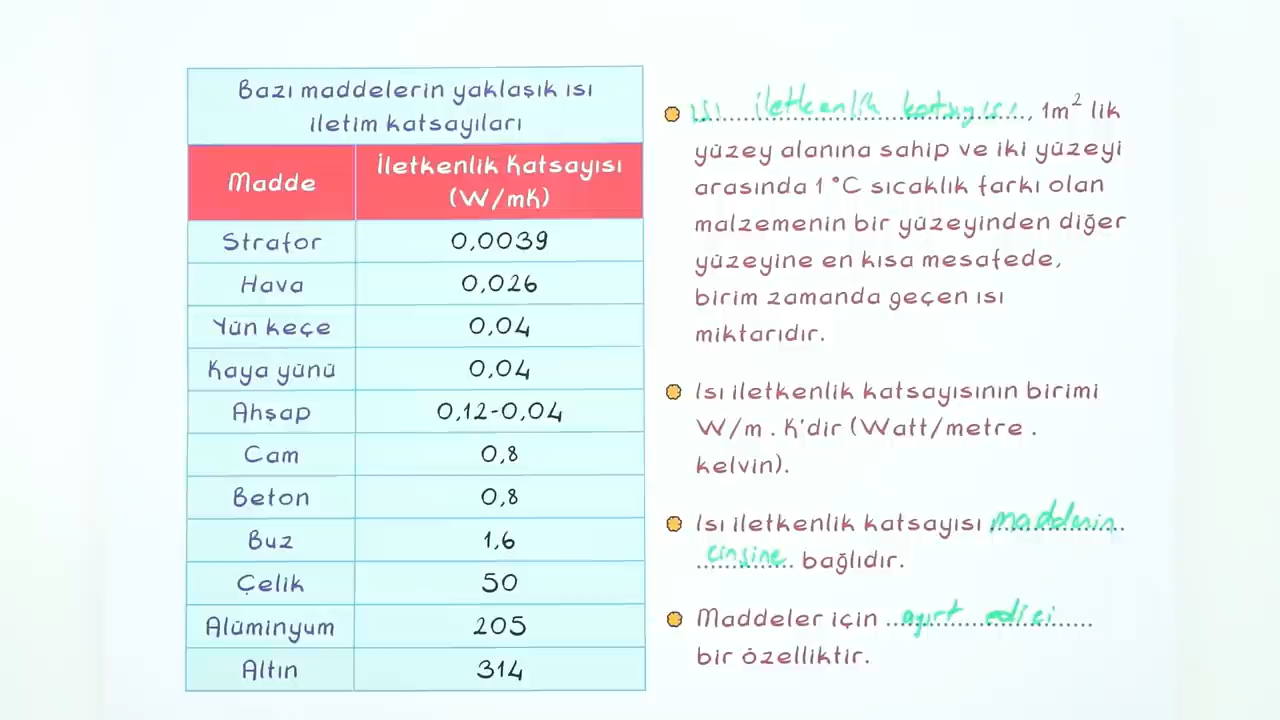 Bazı maddelerin yaklaşık ısı
iletim katsayıları
Madde
İletkenlik Katsayısı
(W/mK)
Strafor 0,0039
Hava 0,026
Yün keçe 0,04
Kaya yünü 0,04
Ahşap 0,12-0,04
Cam 0,8
Beton 0,8
Buz 1,6
Çelik 50
Alüminyum 205
Altın 314
ısı iletkenlik katsayısı, 1m² lik
yüzey alanına sahip ve iki yüzeyi
arasında 1 °C sıcaklık farkı olan
malzemenin bir yüzeyinden diğer
yüzeyine en kısa mesafede,
birim zamanda geçen ısı
miktarıdır.
Isı iletkenlik katsayısının birimi
W/m . K'dir (Watt/metre .
kelvin).
Isı iletkenlik katsayısı maddenin
cinsine bağlıdır.
Maddeler için ayırt edici
bir özelliktir.